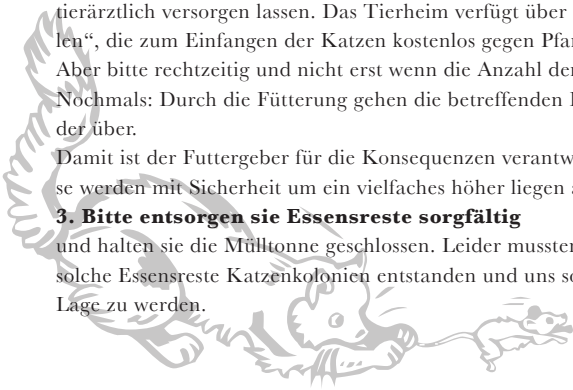 tierärztlich versorgen lassen. Das Tierheim verfügt über
len“, die zum Einfangen der Katzen kostenlos gegen Pfan
Aber bitte rechtzeitig und nicht erst wenn die Anzahl der
Nochmals: Durch die Fütterung gehen die betreffenden
der über.
Damit ist der Futtergeber für die Konsequenzen verantw
se werden mit Sicherheit um ein vielfaches höher liegen
3. Bitte entsorgen sie Essensreste sorgfältig
und halten sie die Mülltonne geschlossen. Leider musster
solche Essensreste Katzenkolonien entstanden und uns so
Lage zu werden.